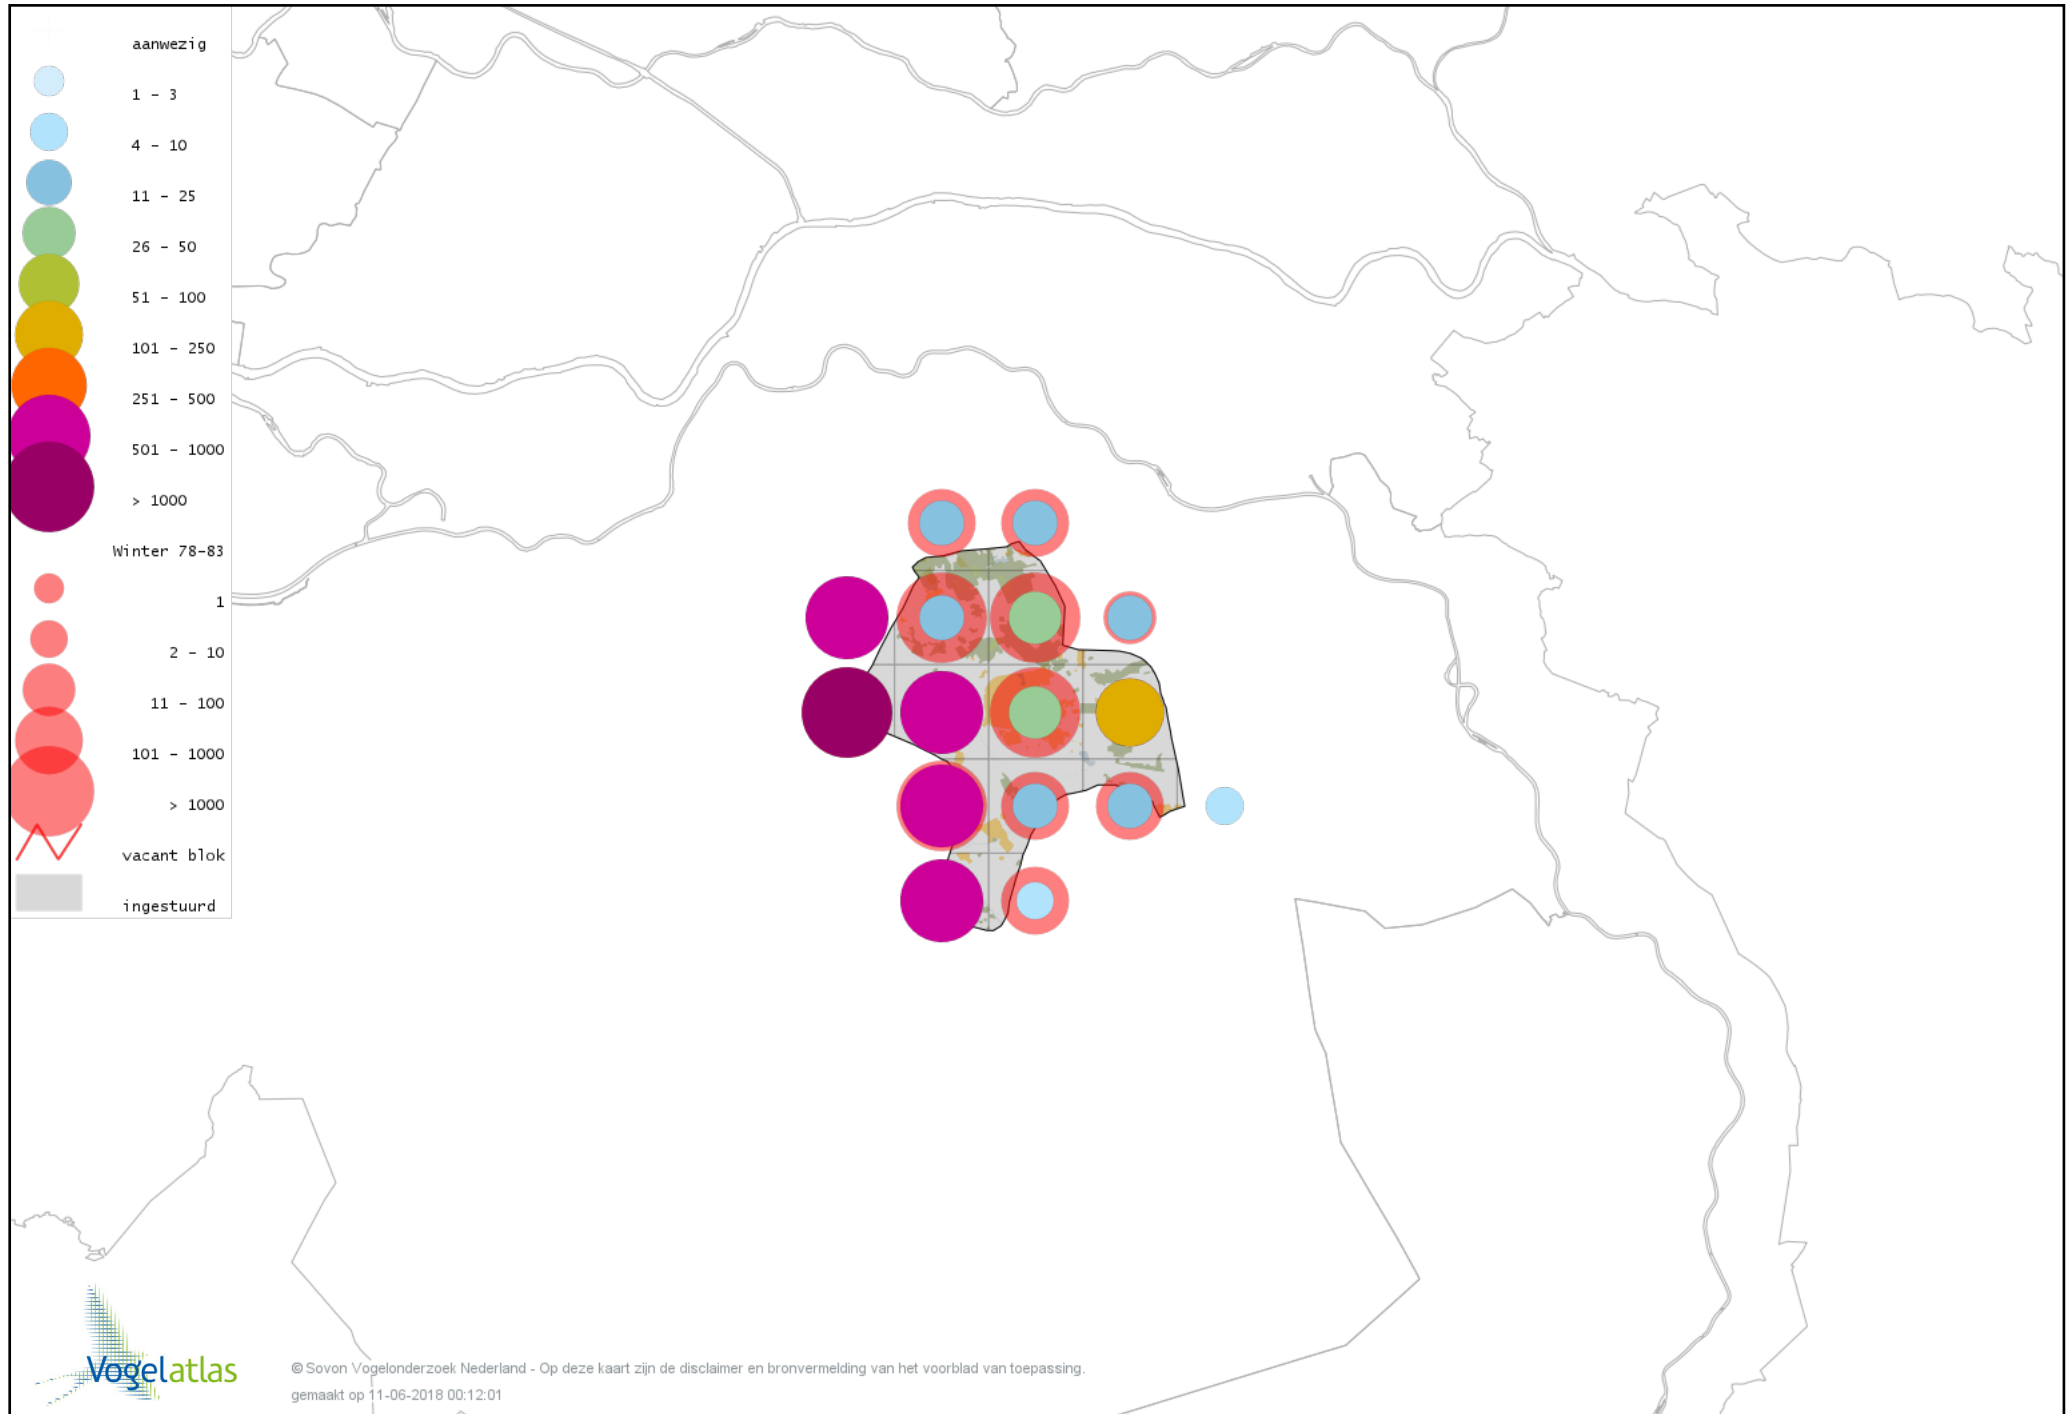 aanwezig
1 - 3
4 - 10
11 - 25
26 - 50
51 - 100
101 - 250
251 - 500
501 - 1000
> 1000
Winter 78-83
1
2 - 10
11 - 100
101 - 1000
> 1000
vacant blok
ingestuurd
Vogelatlas
© Sovon Vogelonderzoek Nederland - Op deze kaart zijn de disclaimer en bronvermelding van het voorblad van toepassing.
gemaakt op 11-06-2018 00:12:01